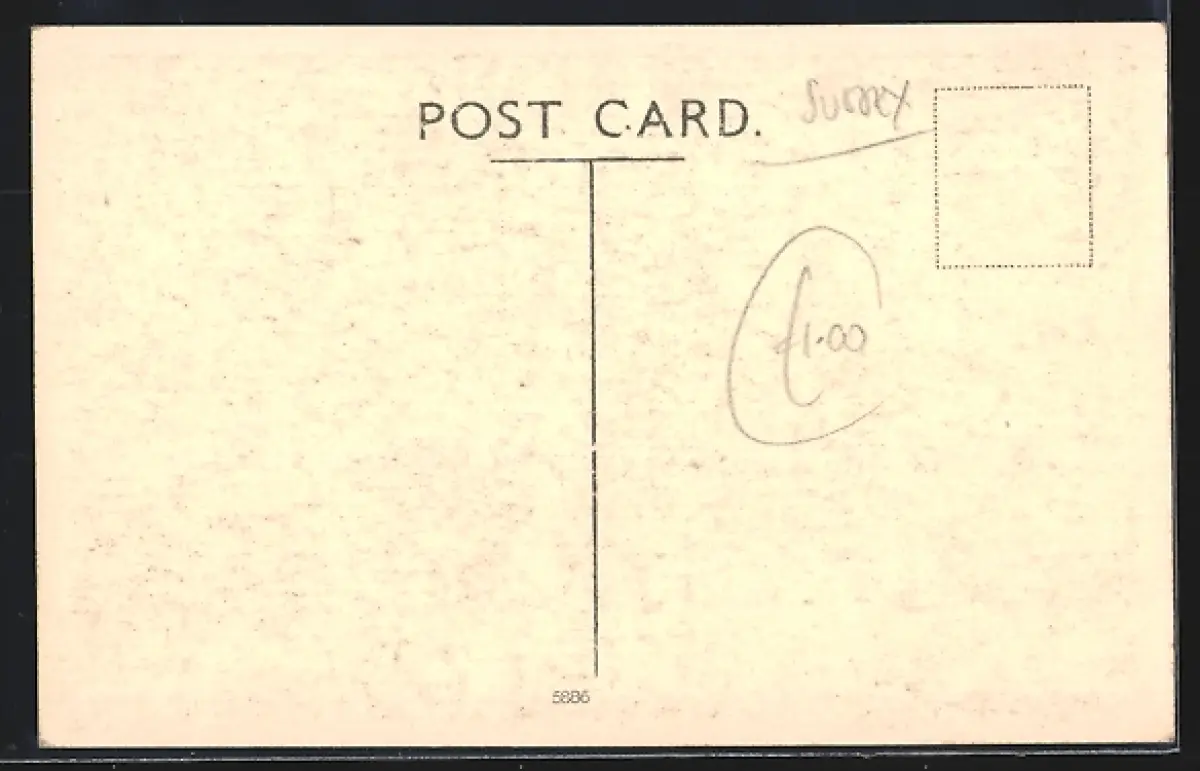 POST CARD.
Surrey
£1.00
5886